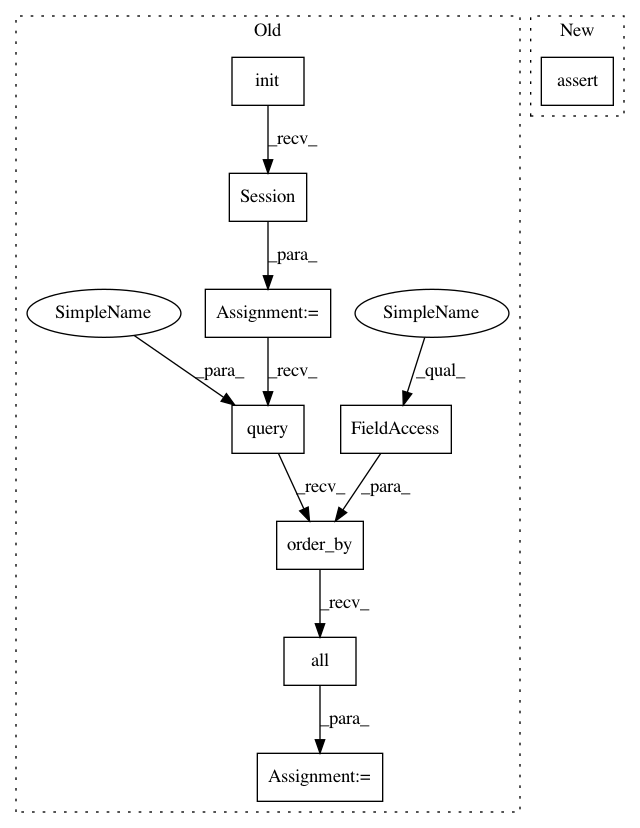 Old
New
init
assert
_recv_
Session
_para_
SimpleName
Assignment:=
SimpleName
_para_
_recv_
_qual_
query
FieldAccess
_recv_
_para_
order_by
_recv_
all
_para_
Assignment:=